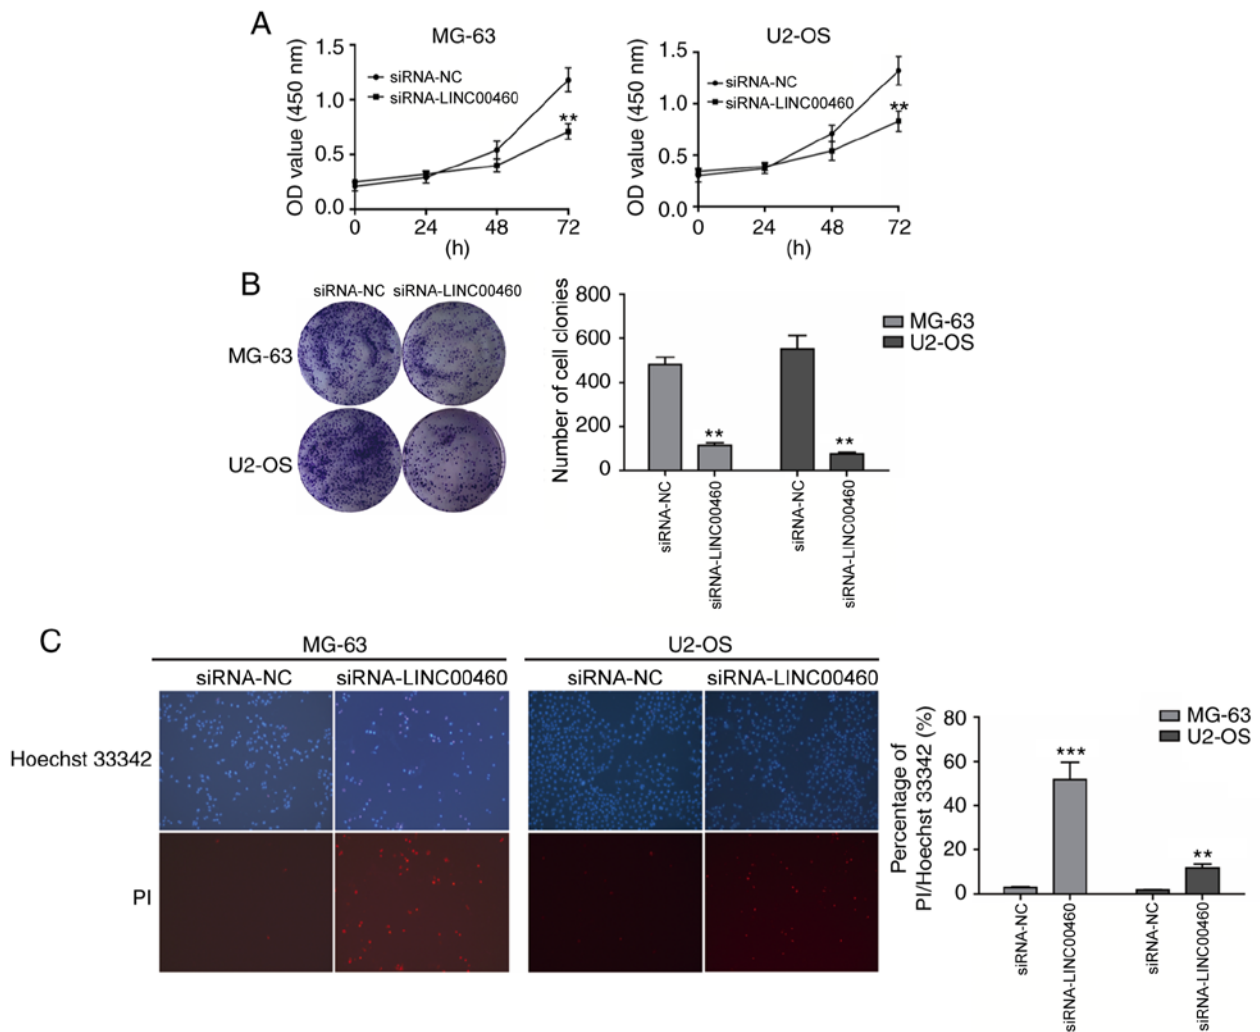 A
MG-63
U2-OS
OD value (450 nm)
1.5
1.0
0.5
0.0
siRNA-NC
siRNA-LINC00460
**
0 24 48 72
(h)
OD value (450 nm)
1.5
1.0
0.5
0.0
siRNA-NC
siRNA-LINC00460
**
0 24 48 72
(h)
B
siRNA-NC siRNA-LINC00460
MG-63
U2-OS
Number of cell clonies
800
600
400
200
0
** **
MG-63
U2-OS
siRNA-NC
siRNA-LINC00460
siRNA-NC
siRNA-LINC00460
C
MG-63
U2-OS
siRNA-NC siRNA-LINC00460
siRNA-NC siRNA-LINC00460
Hoechst 33342
PI
Percentage of
PI/Hoechst 33342 (%)
80
60
40
20
0
***
**
MG-63
U2-OS
siRNA-NC
siRNA-LINC00460
siRNA-NC
siRNA-LINC00460